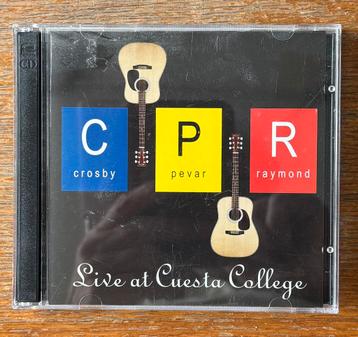 C P R
crosby pevar raymond
Live at Cuesta College